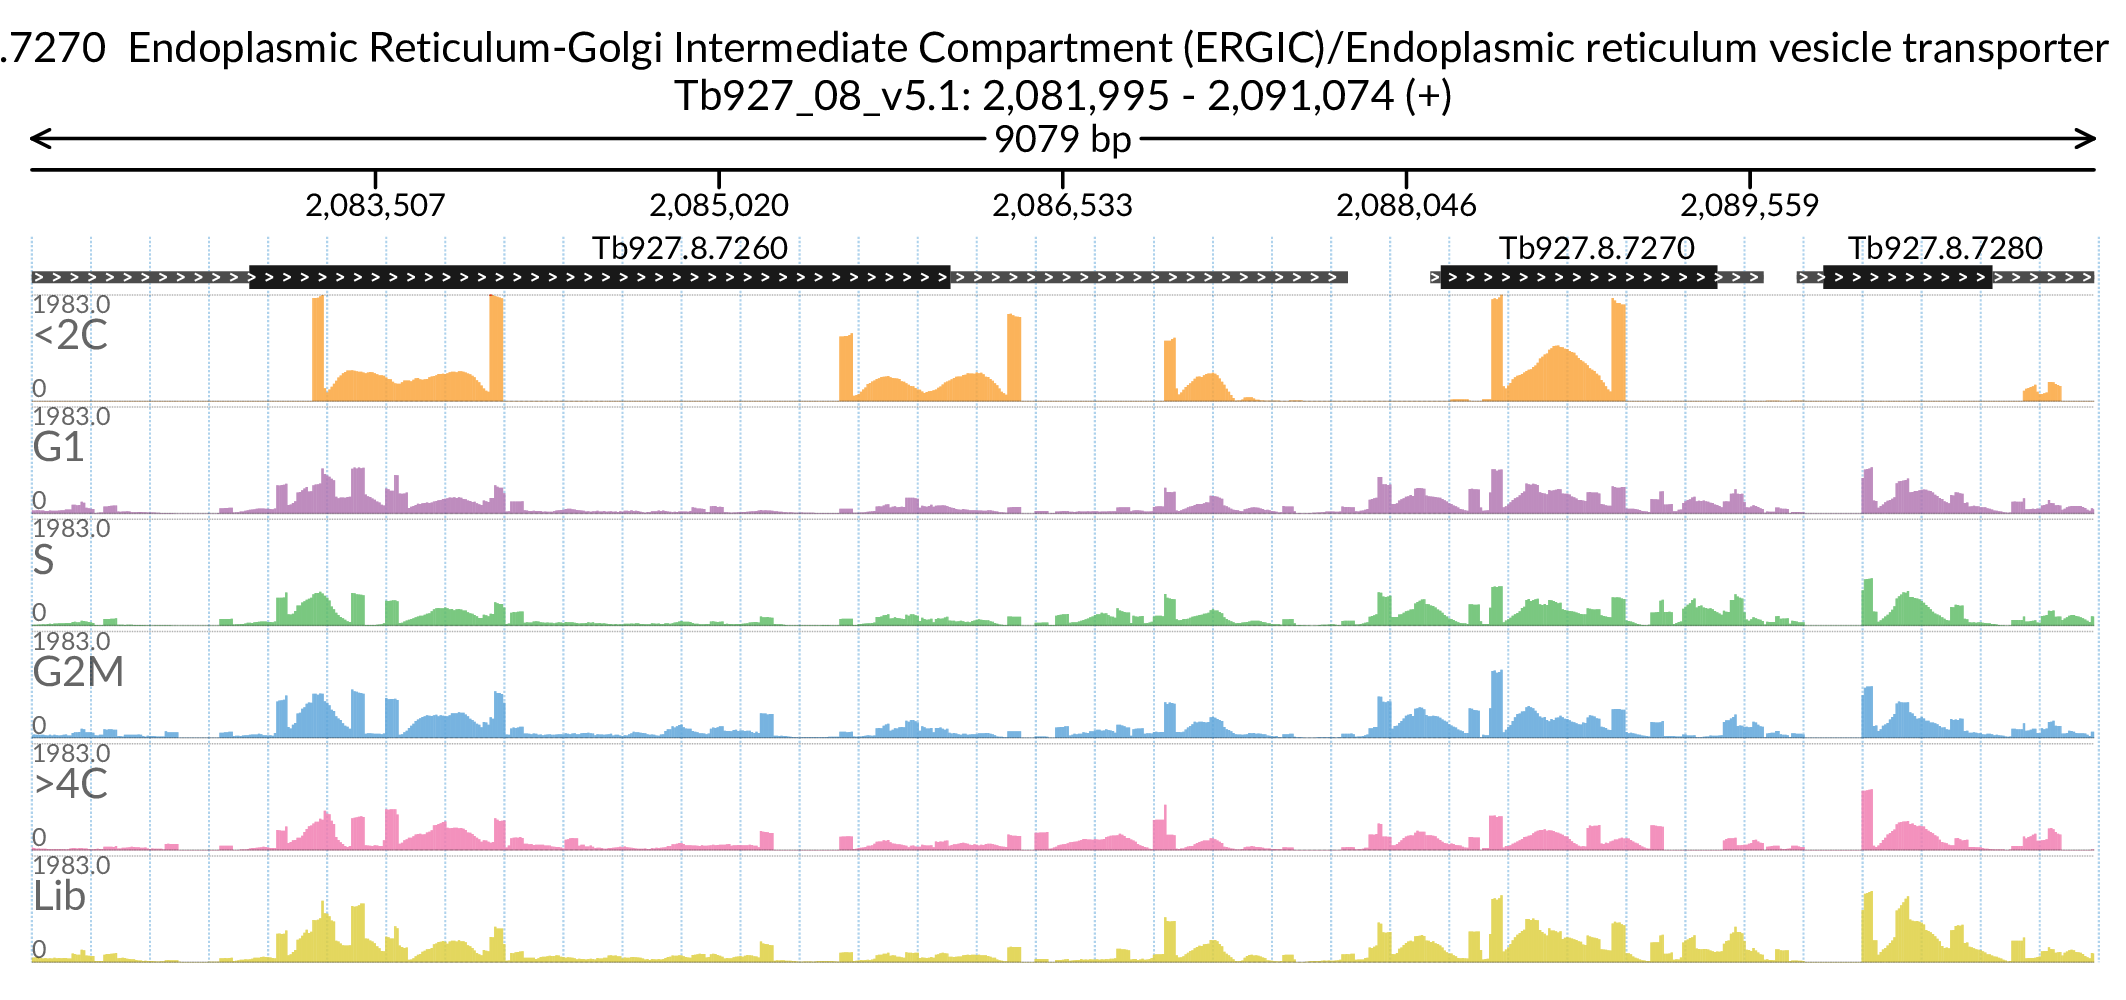 .7270 Endoplasmic Reticulum-Golgi Intermediate Compartment (ERGIC)/Endoplasmic reticulum vesicle transporter
Tb927_08_v5.1: 2,081,995 - 2,091,074 (+)
9079 bp
2,083,507 2,085,020 2,086,533 2,088,046 2,089,559
Tb927.8.7260 Tb927.8.7270 Tb927.8.7280
1983.0
<2C
0
1983.0
G1
0
1983.0
S
0
1983.0
G2M
0
1983.0
>4C
0
1983.0
Lib
0